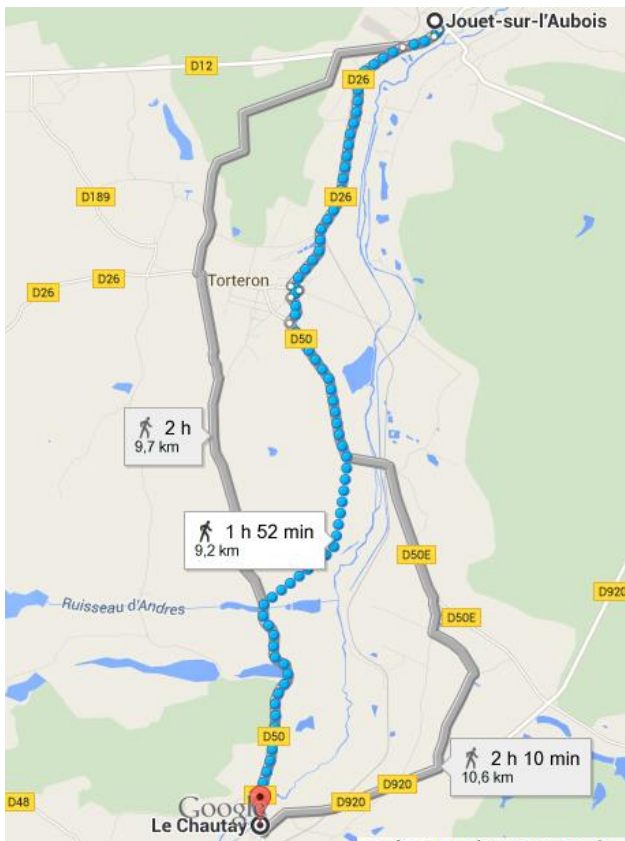 Jouet-sur-l'Aubois
D12
D26
D189
D26
D26
D26
Torteron
D50
2 h
9,7 km
1 h 52 min
9,2 km
D50E
D920
Ruisseau d'Andres
D50E
D50
2 h 10 min
10,6 km
D920
D48
Google
D920
Le Chautay